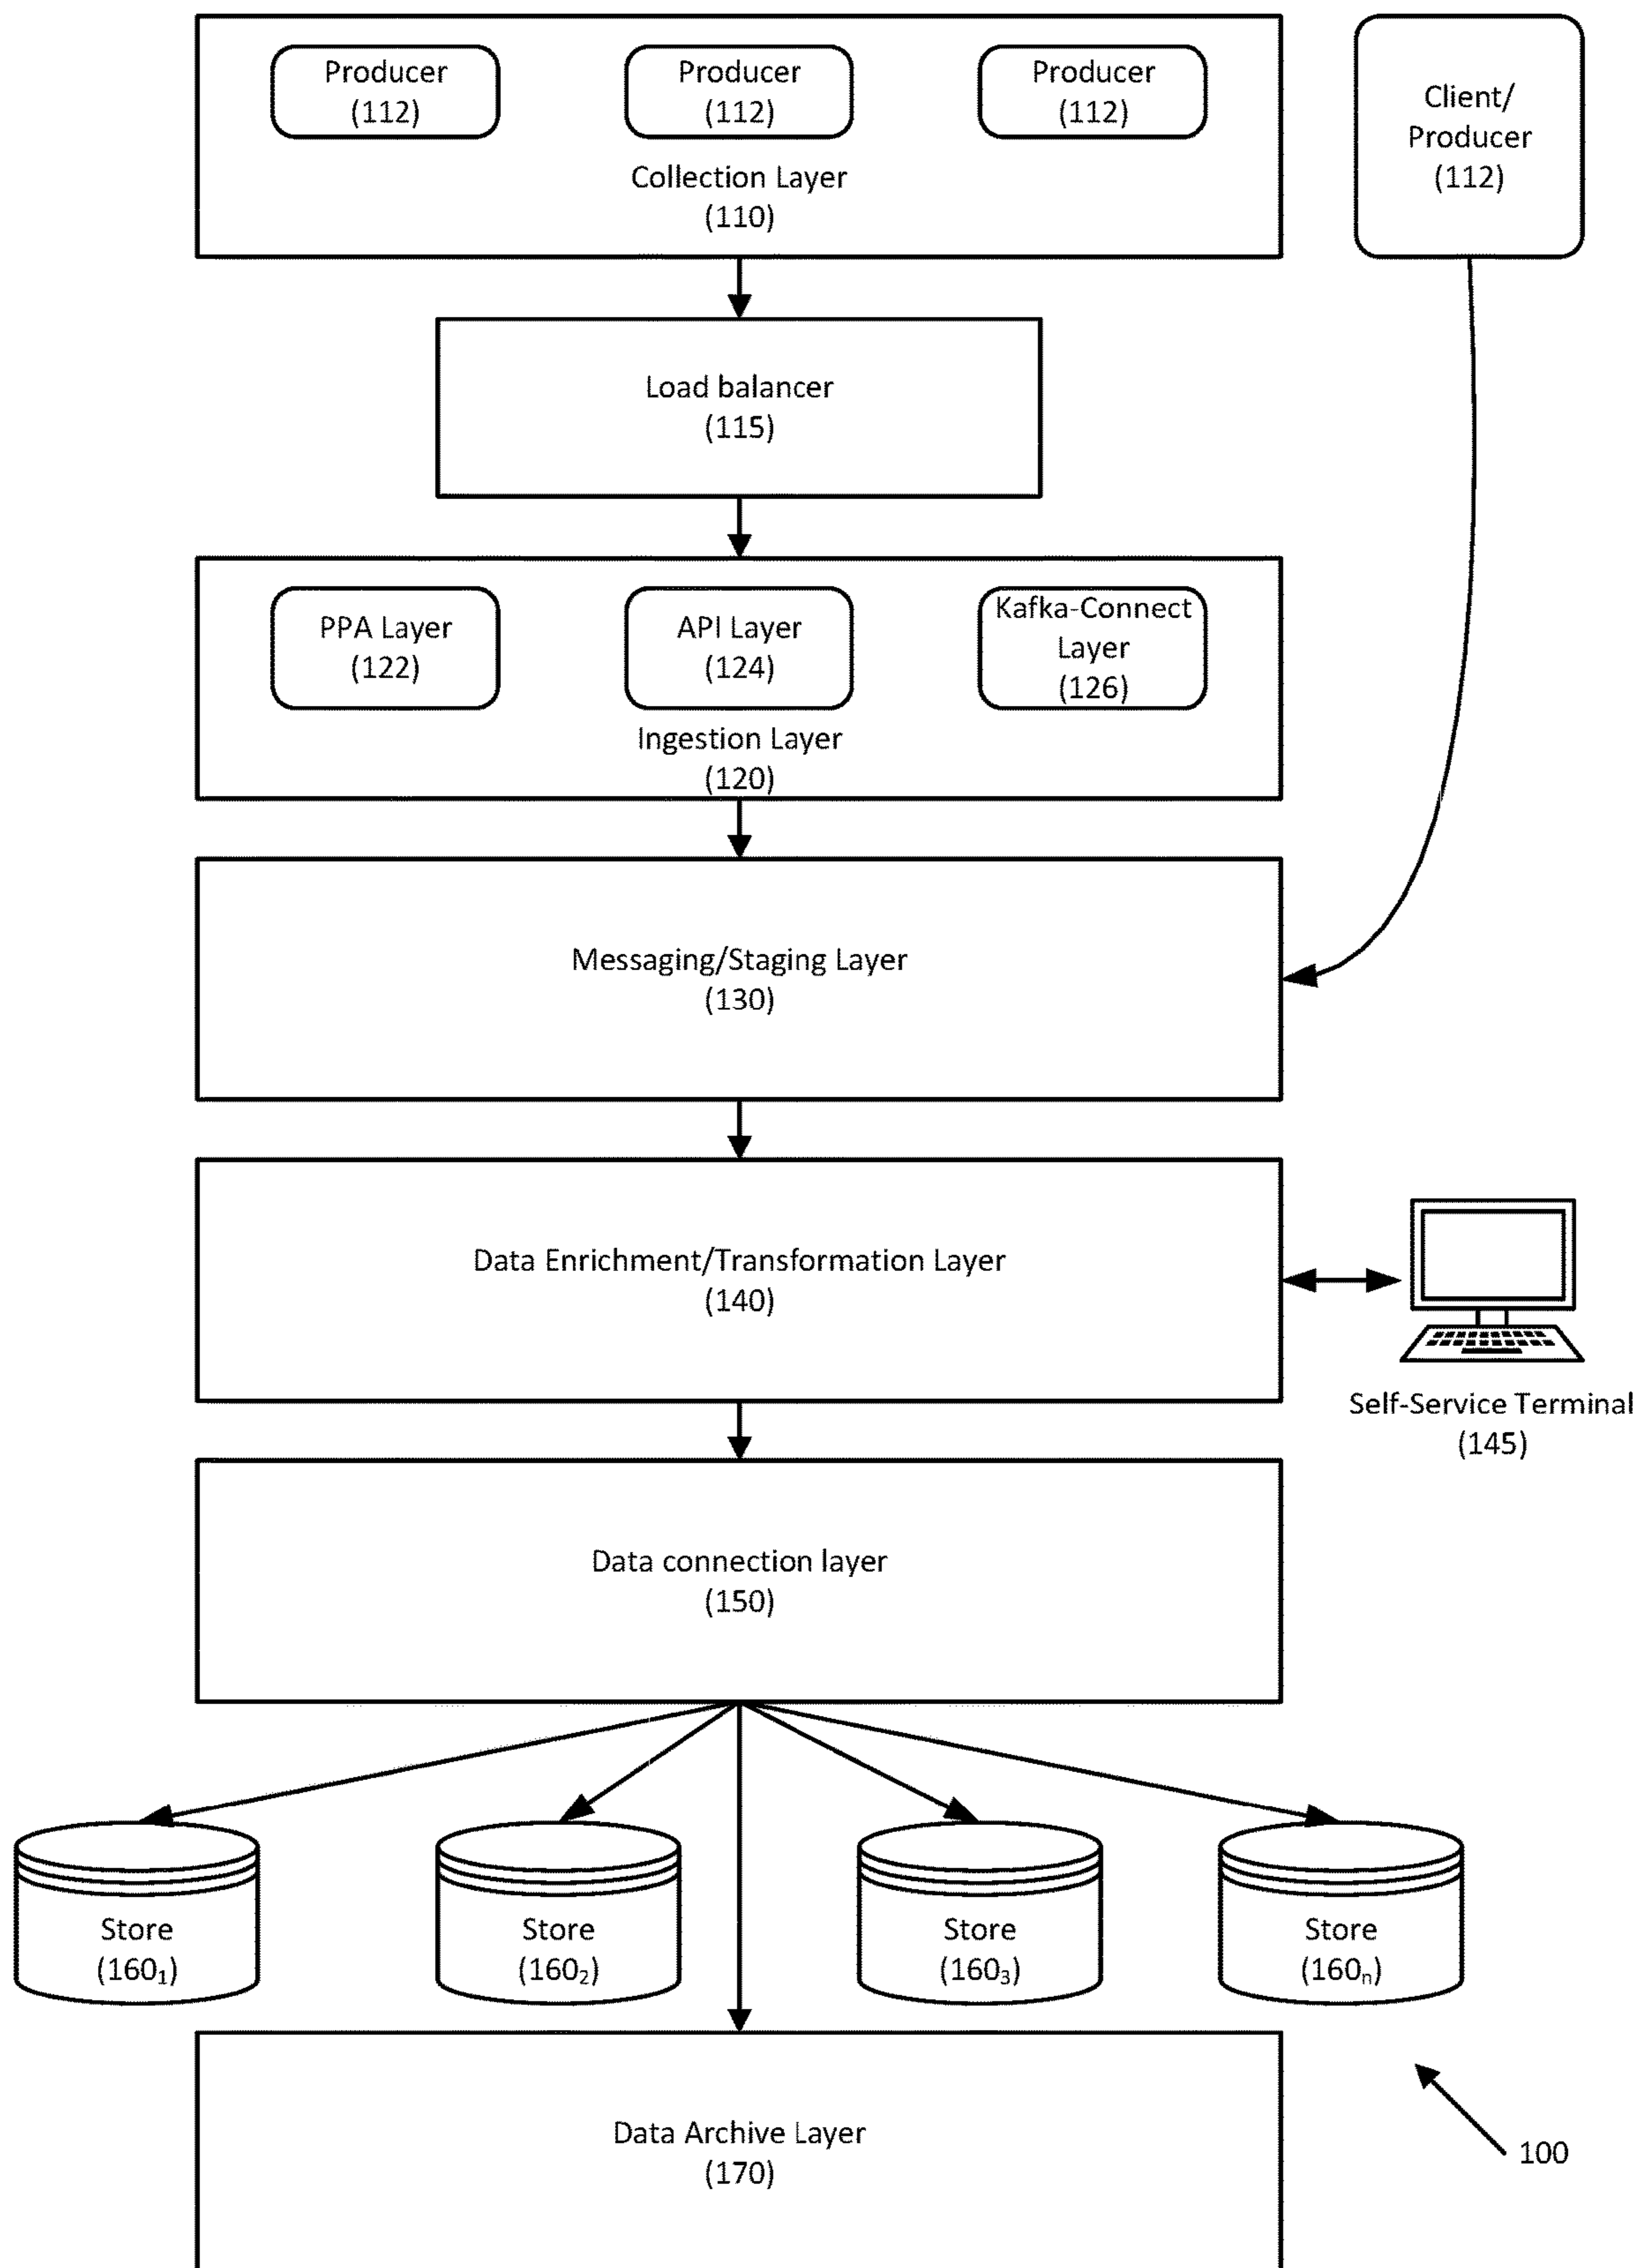 Producer
(112)
Producer
(112)
Producer
(112)
Collection Layer
(110)
Client/
Producer
(112)
Load balancer
(115)
PPA Layer
(122)
API Layer
(124)
Kafka-Connect
Layer
(126)
Ingestion Layer
(120)
Messaging/Staging Layer
(130)
Data Enrichment/Transformation Layer
(140)
Self-Service Terminal
(145)
Data connection layer
(150)
Store
(160₁)
Store
(160₂)
Store
(160₃)
Store
(160ₙ)
Data Archive Layer
(170)
100